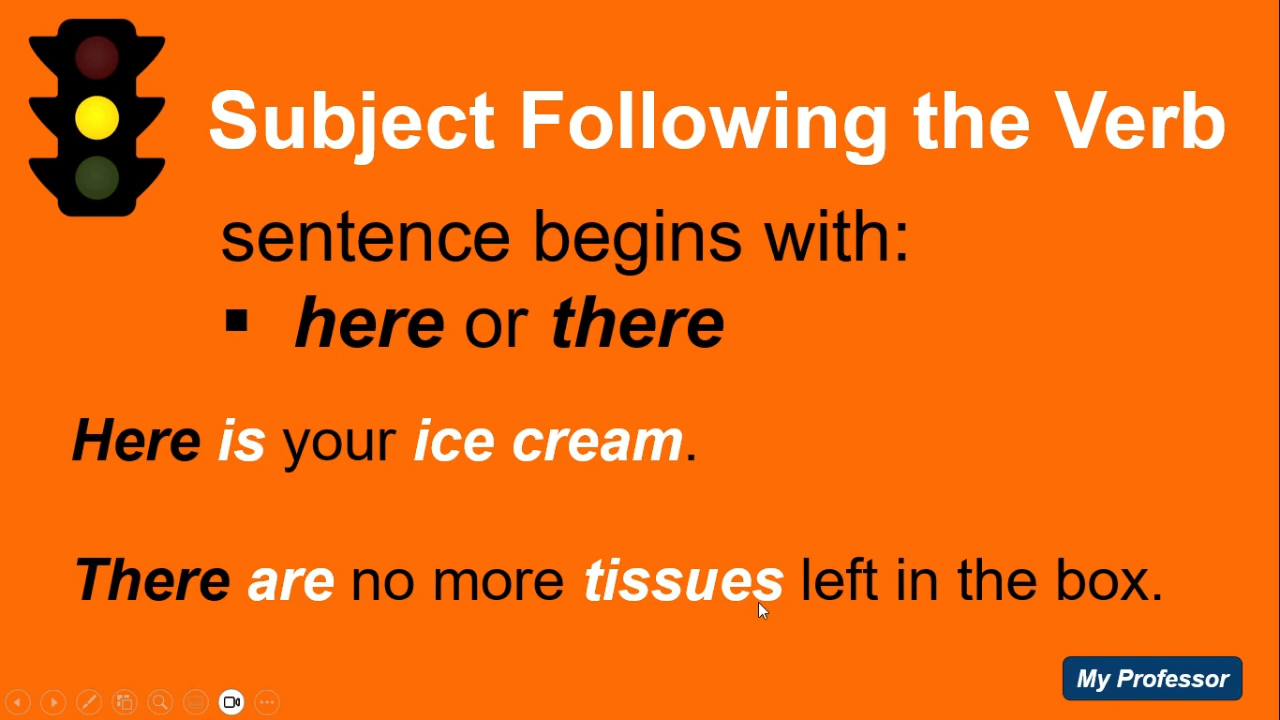 Subject Following the Verb
sentence begins with:
▪ here or there
Here is your ice cream.
There are no more tissues left in the box.
My Professor